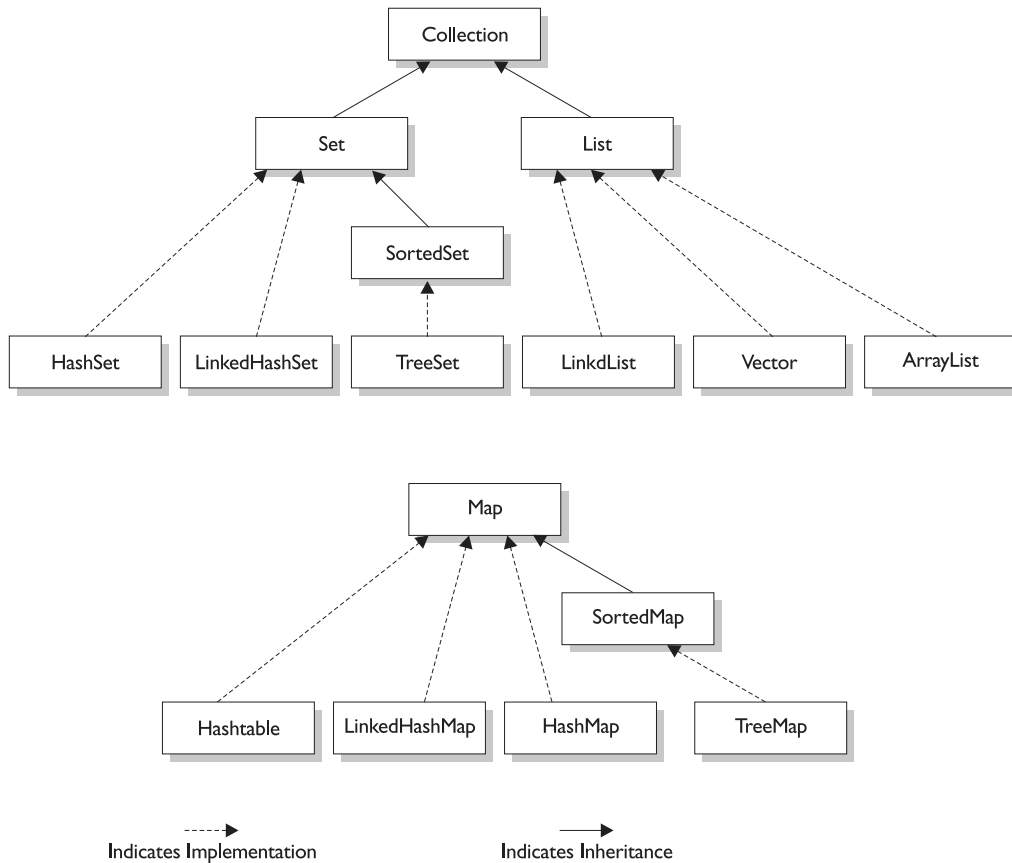 Collection
Set
List
SortedSet
HashSet
LinkedHashSet
TreeSet
LinkdList
Vector
ArrayList
Map
SortedMap
Hashtable
LinkedHashMap
HashMap
TreeMap
Indicates Implementation
Indicates Inheritance